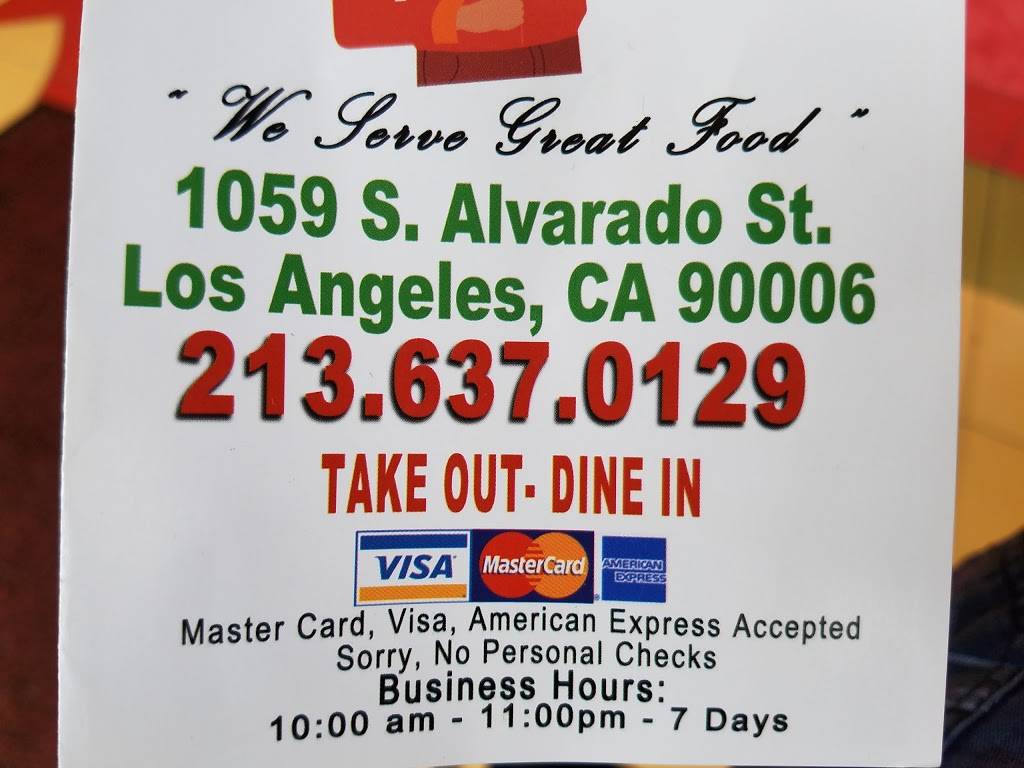 " We Serve Great Food "
1059 S. Alvarado St.
Los Angeles, CA 90006
213.637.0129
TAKE OUT- DINE IN
VISA MasterCard AMERICAN EXPRESS
Master Card, Visa, American Express Accepted
Sorry, No Personal Checks
Business Hours:
10:00 am - 11:00pm - 7 Days